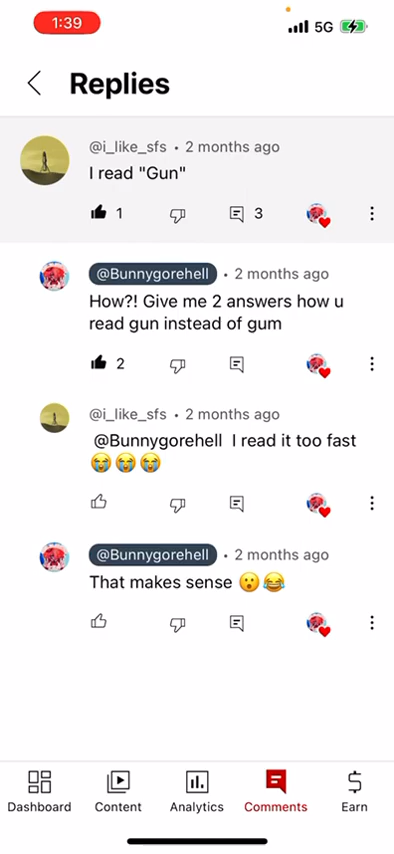 1:39
5G
Replies
@i_like_sfs • 2 months ago
I read "Gun"
1
3
@Bunnygorehell • 2 months ago
How?! Give me 2 answers how u
read gun instead of gum
2
@i_like_sfs • 2 months ago
@Bunnygorehell I read it too fast
😭😭😭
@Bunnygorehell • 2 months ago
That makes sense 😮😂
Dashboard Content Analytics Comments Earn